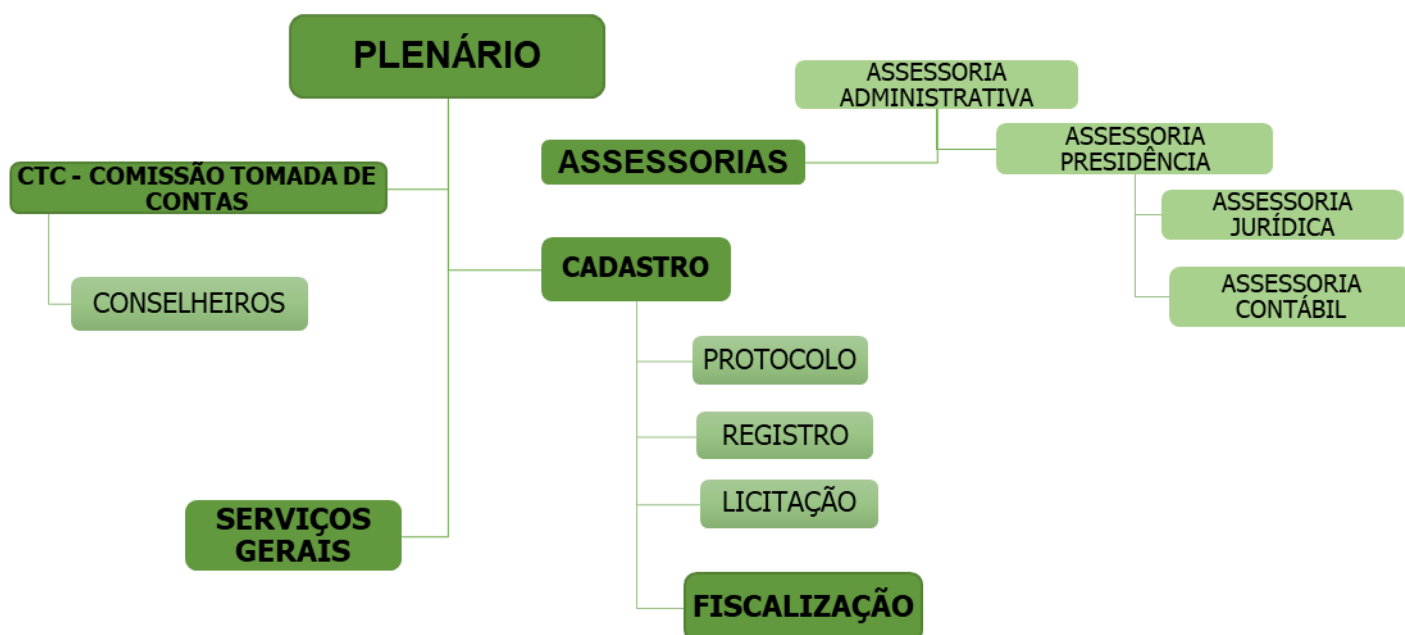 PLENÁRIO
ASSESSORIA
ADMINISTRATIVA
ASSESSORIA
PRESIDÊNCIA
ASSESSORIAS
CTC - COMISSÃO TOMADA DE
CONTAS
ASSESSORIA
JURÍDICA
CADASTRO
CONSELHEIROS
ASSESSORIA
CONTÁBIL
PROTOCOLO
REGISTRO
LICITAÇÃO
SERVIÇOS
GERAIS
FISCALIZAÇÃO